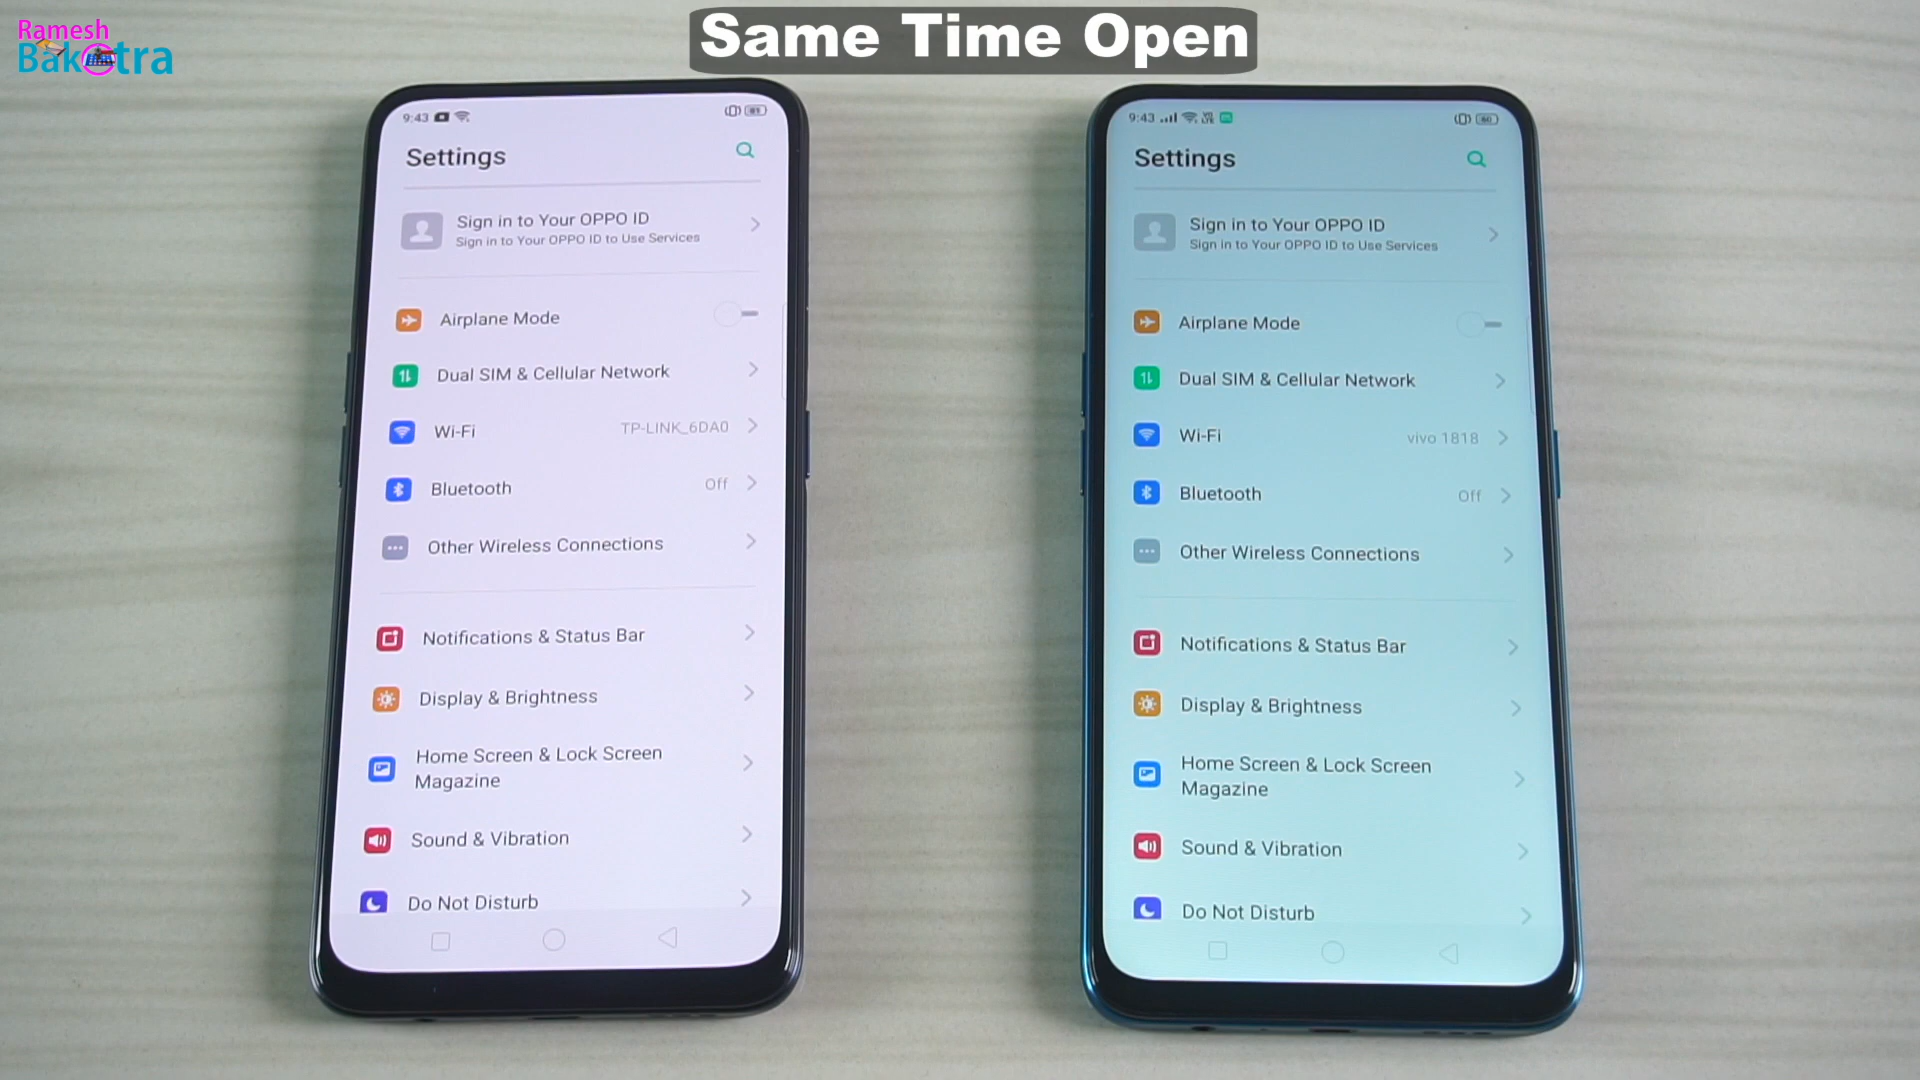 Ramesh
Bakotra
Same Time Open
9:43
Settings
Sign in to Your OPPO ID
Sign in to Your OPPO ID to Use Services
Airplane Mode
Dual SIM & Cellular Network
Wi-Fi TP-LINK_6DA0
Bluetooth Off
Other Wireless Connections
Notifications & Status Bar
Display & Brightness
Home Screen & Lock Screen
Magazine
Sound & Vibration
Do Not Disturb
9:43
Settings
Sign in to Your OPPO ID
Sign in to Your OPPO ID to Use Services
Airplane Mode
Dual SIM & Cellular Network
Wi-Fi vivo 1818
Bluetooth Off
Other Wireless Connections
Notifications & Status Bar
Display & Brightness
Home Screen & Lock Screen
Magazine
Sound & Vibration
Do Not Disturb